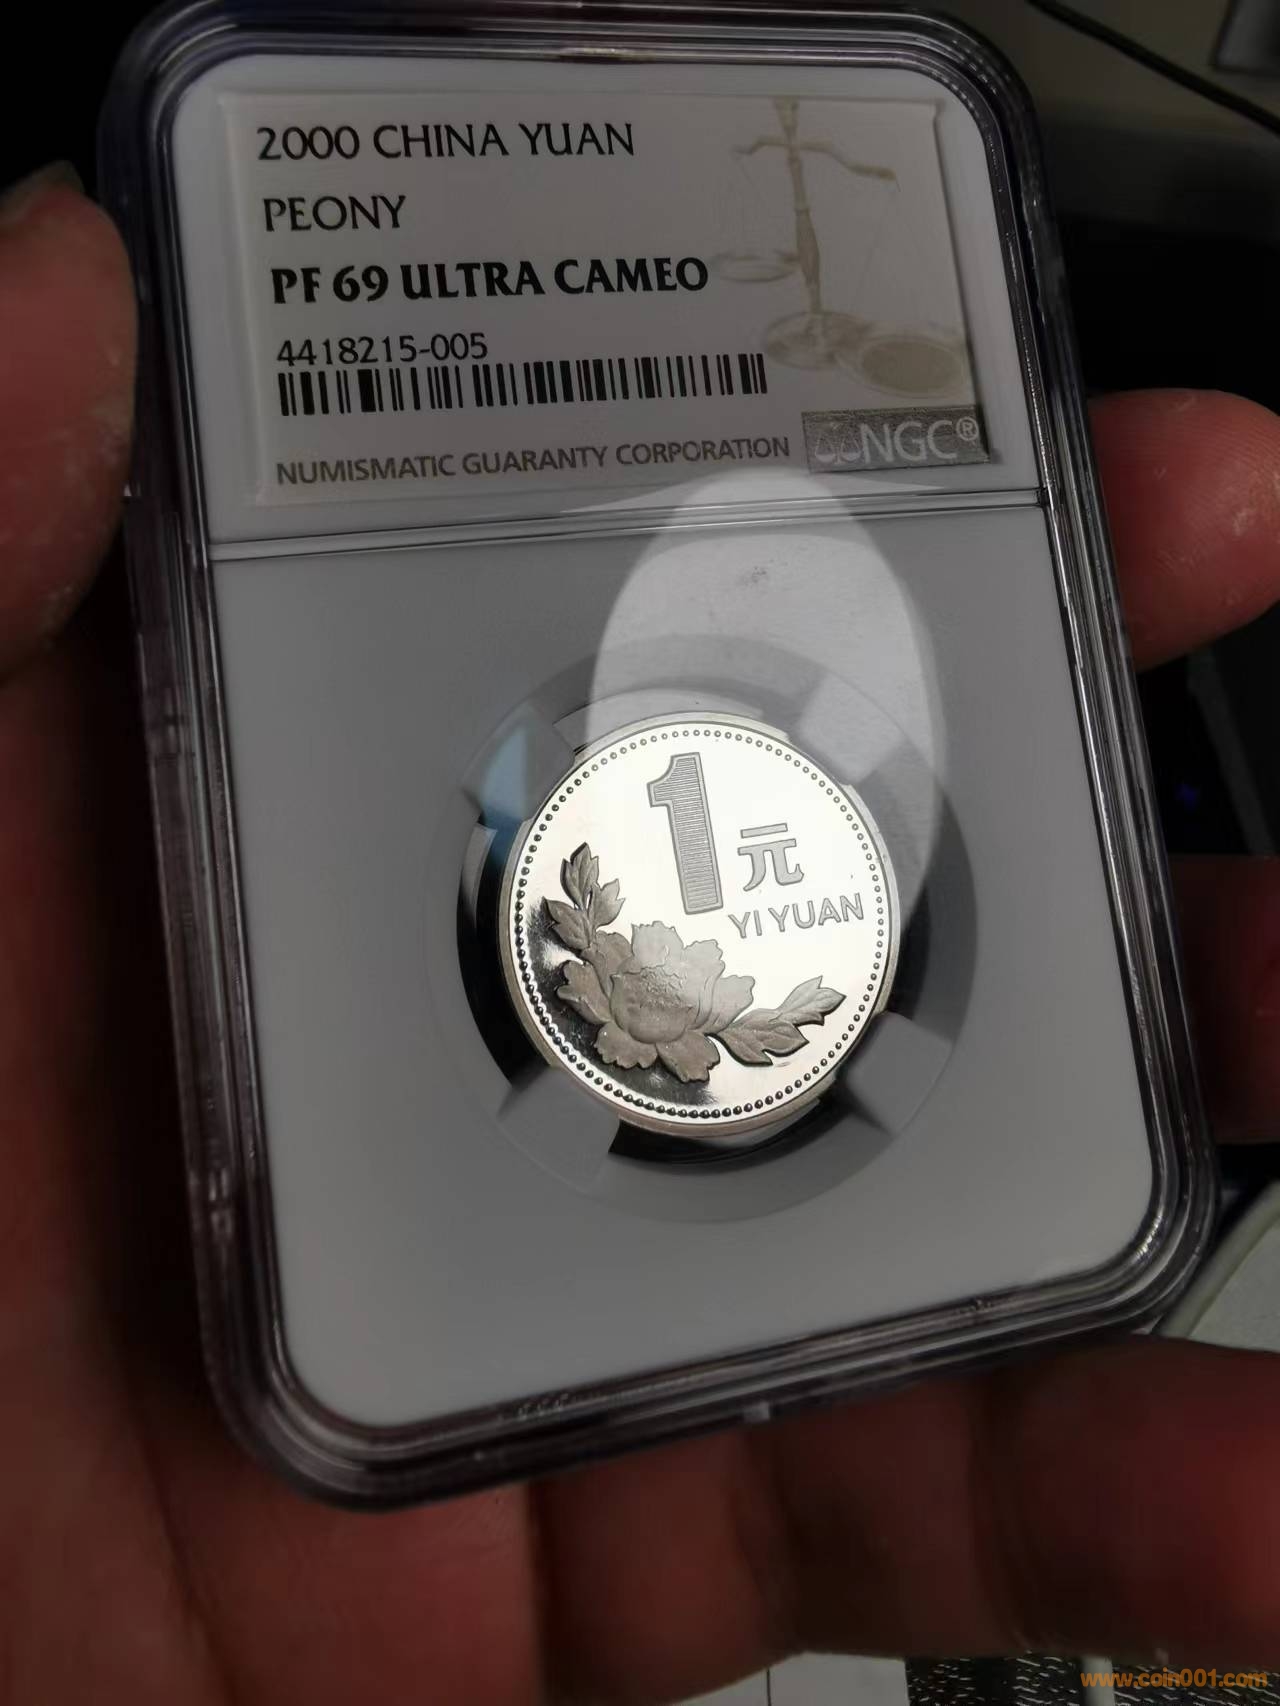 2000 CHINA YUAN
PEONY
PF 69 ULTRA CAMEO
4418215-005
NUMISMATIC GUARANTY CORPORATION
NGC®
1元
YI YUAN
www.coin001.com